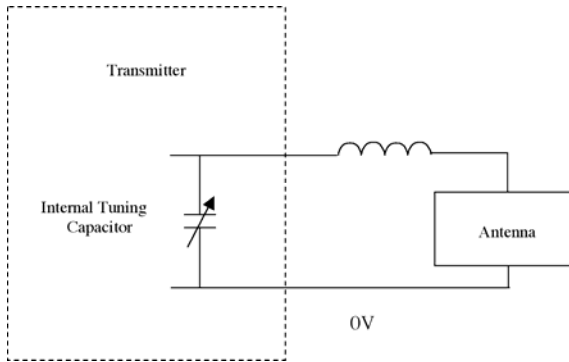 Transmitter
Internal Tuning
Capacitor
Antenna
0V